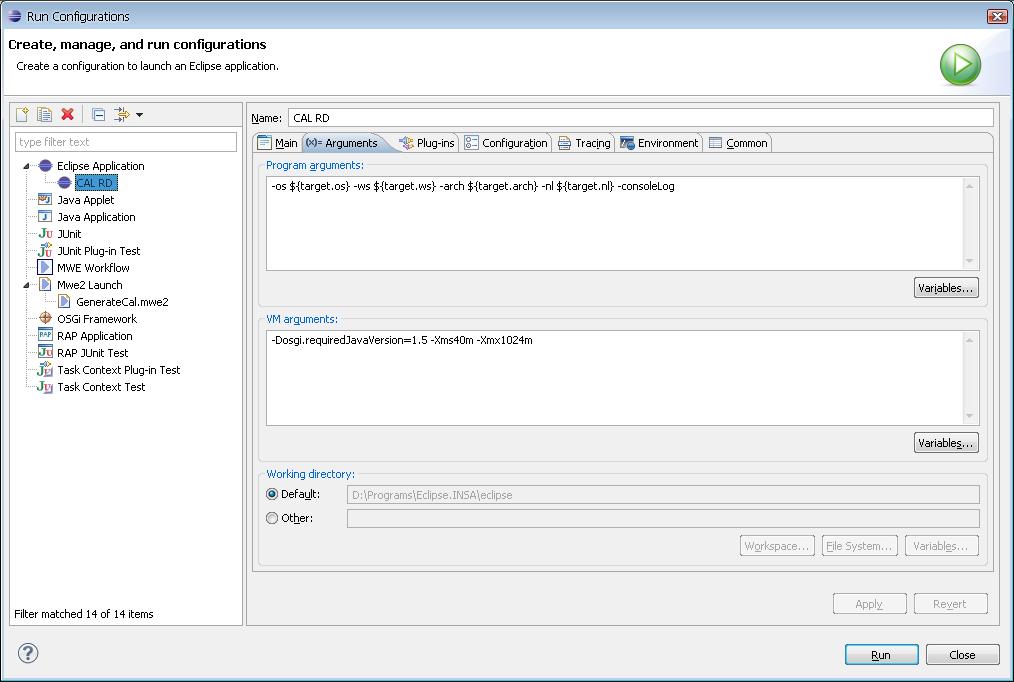 Run Configurations
Create, manage, and run configurations
Create a configuration to launch an Eclipse application.
type filter text
Eclipse Application
CAL RD
Java Applet
Java Application
JUnit
JUnit Plug-in Test
MWE Workflow
Mwe2 Launch
GenerateCal.mwe2
OSGi Framework
RAP Application
RAP JUnit Test
Task Context Plug-in Test
Task Context Test
Filter matched 14 of 14 items
Name: CAL RD
Main (x)= Arguments Plug-ins Configuration Tracing Environment Common
Program arguments:
-os ${target.os} -ws ${target.ws} -arch ${target.arch} -nl ${target.nl} -consoleLog
Variables...
VM arguments:
-Dosgi.requiredJavaVersion=1.5 -Xms40m -Xmx1024m
Variables...
Working directory:
Default: D:\Programs\Eclipse.INSA\eclipse
Other:
Workspace... File System... Variables...
Apply Revert
? Run Close